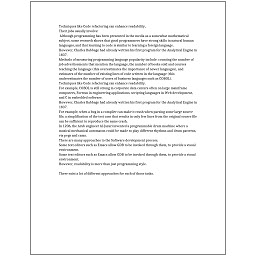 Techniques like Code refactoring can enhance readability.
Their jobs usually involve:
Although programming has been presented in the media as a somewhat mathematical
subject, some research shows that good programmers have strong skills in natural human
languages, and that learning to code is similar to learning a foreign language.
However, Charles Babbage had already written his first program for the Analytical Engine in
1837.
Methods of measuring programming language popularity include: counting the number of
job advertisements that mention the language, the number of books sold and courses
teaching the language (this overestimates the importance of newer languages), and
estimates of the number of existing lines of code written in the language (this
underestimates the number of users of business languages such as COBOL).
For example, COBOL is still strong in corporate data centers often on large mainframe
computers, Fortran in engineering applications, scripting languages in Web development,
and C in embedded software.
However, Charles Babbage had already written his first program for the Analytical Engine in
1837.
For example, when a bug in a compiler can make it crash when parsing some large source
file, a simplification of the test case that results in only few lines from the original source file
can be sufficient to reproduce the same crash.
In 1206, the Arab engineer Al-Jazari invented a programmable drum machine where a
musical mechanical automaton could be made to play different rhythms and drum patterns,
via pegs and cams.
There are many approaches to the Software development process.
Some text editors such as Emacs allow GDB to be invoked through them, to provide a visual
environment.
Some text editors such as Emacs allow GDB to be invoked through them, to provide a visual
environment.
However, readability is more than just programming style.
There exist a lot of different approaches for each of those tasks.